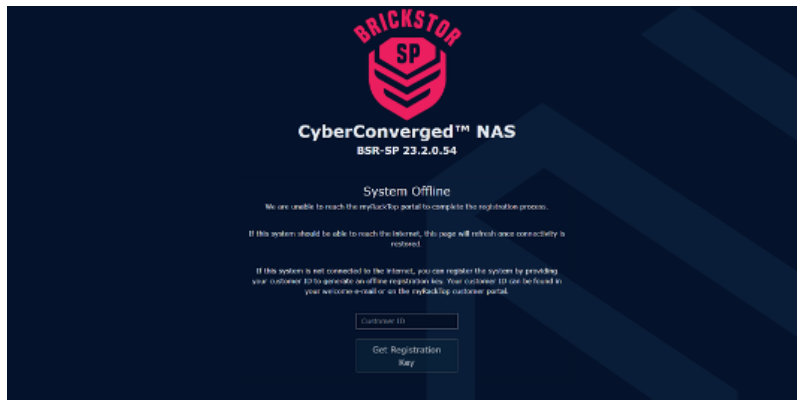 BRICKSTOR
SP
CyberConverged™ NAS
BSR-SP 23.2.0.54
System Offline
We are unable to reach the myRackTop portal to complete the registration process.
If this system should be able to reach the internet, this page will refresh once connectivity is
restored.
If this system is not connected to the internet, you can register the system by providing
your customer ID to generate an offline registration key. Your customer ID can be found in
your welcome e-mail or on the myRackTop customer portal.
Customer ID
Get Registration
Key